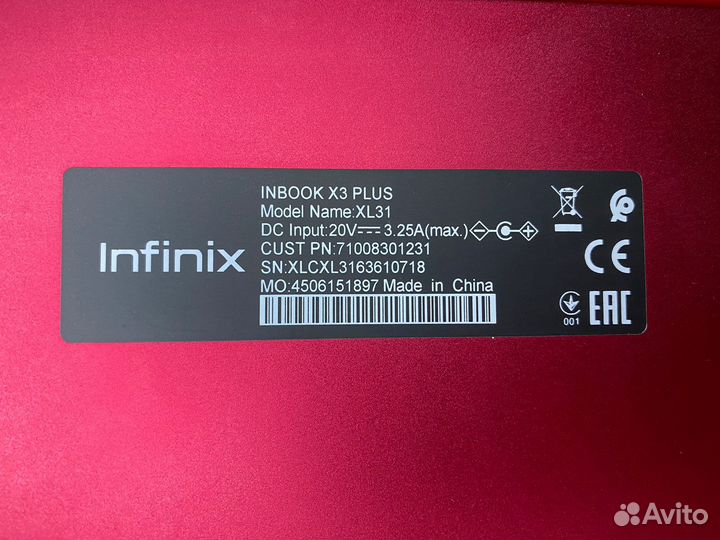 Infinix
INBOOK X3 PLUS
Model Name:XL31
DC Input:20V⎓3.25A(max.)
CUST PN:71008301231
SN:XLCXL3163610718
MO:4506151897 Made in China
CE
001
EAC
Avito